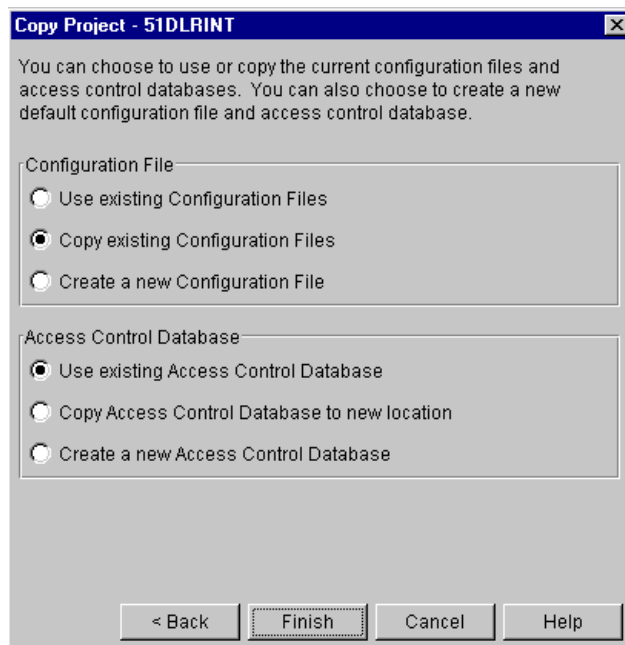 Copy Project - 51DLRINT
You can choose to use or copy the current configuration files and
access control databases. You can also choose to create a new
default configuration file and access control database.
Configuration File
Use existing Configuration Files
Copy existing Configuration Files
Create a new Configuration File
Access Control Database
Use existing Access Control Database
Copy Access Control Database to new location
Create a new Access Control Database
< Back
Finish
Cancel
Help